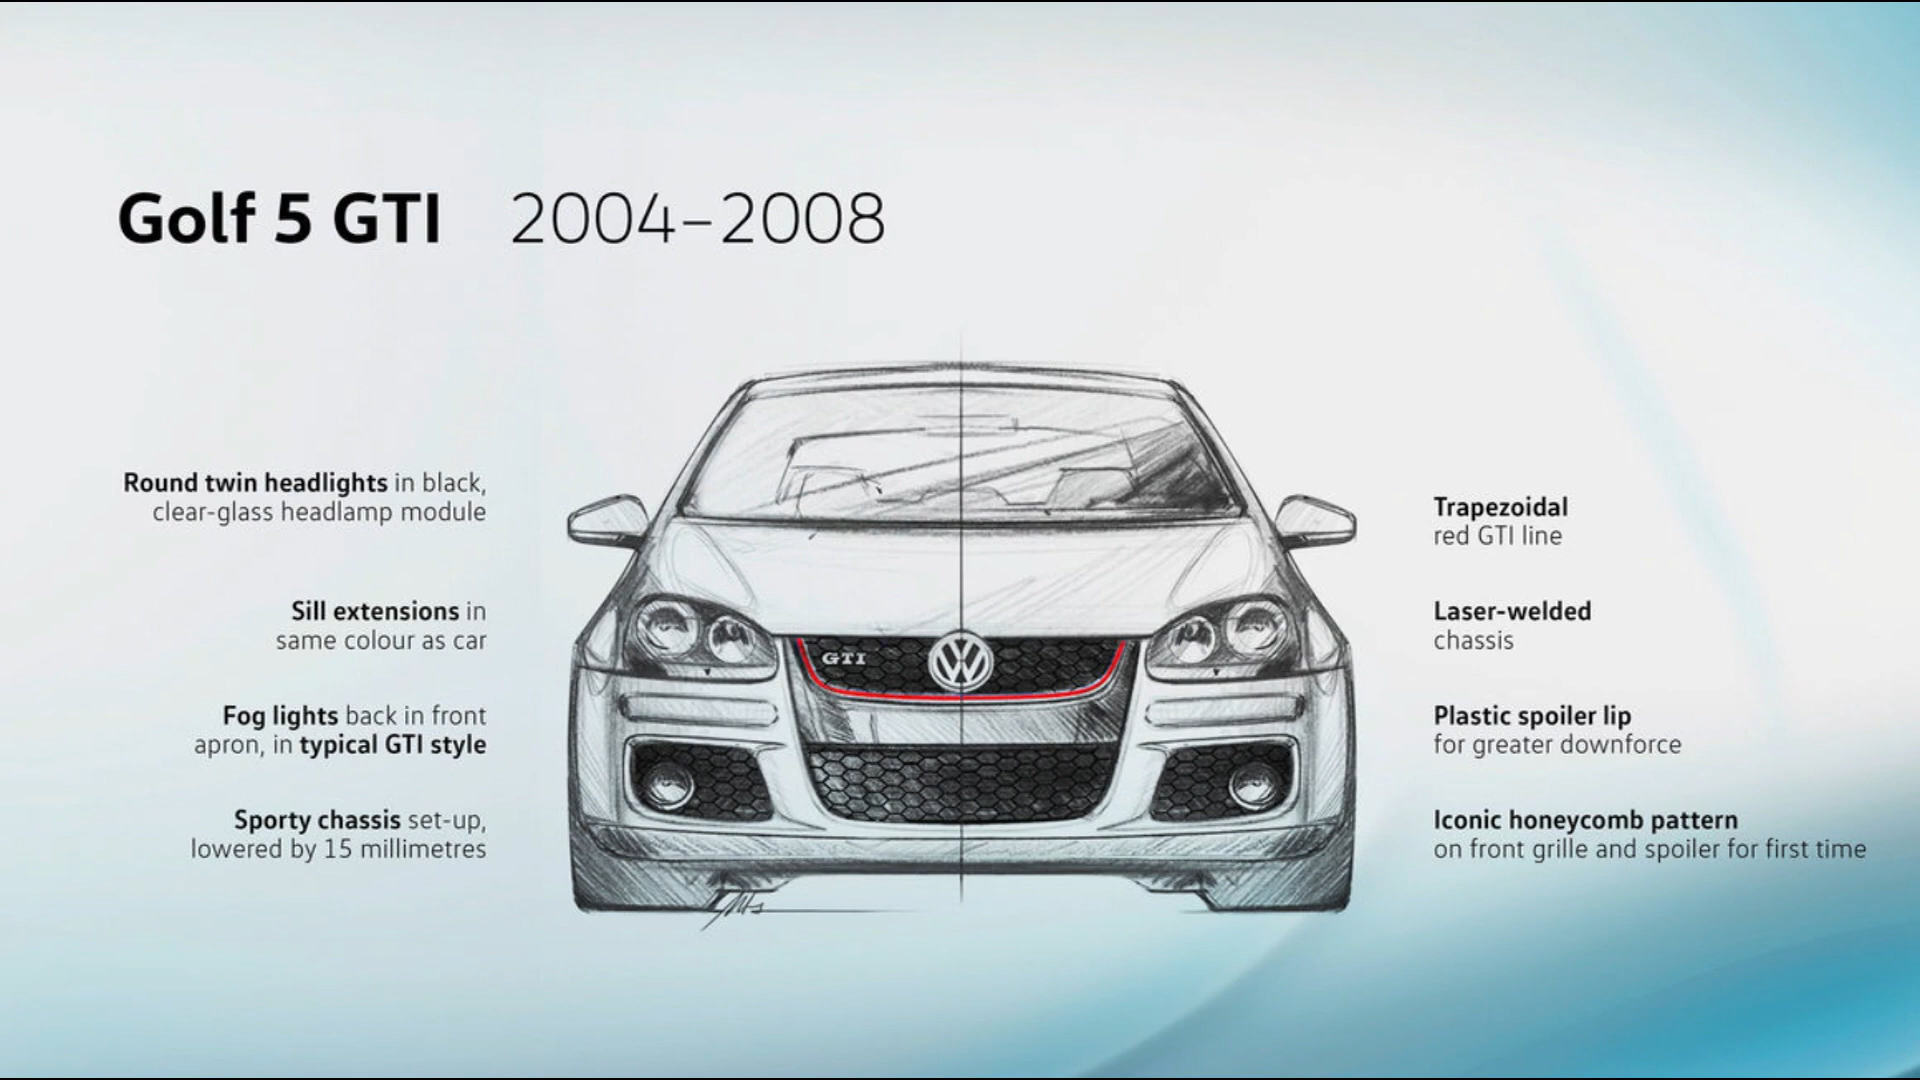 Golf 5 GTI 2004–2008
Round twin headlights in black,
clear-glass headlamp module
Sill extensions in
same colour as car
Fog lights back in front
apron, in typical GTI style
Sporty chassis set-up,
lowered by 15 millimetres
GTI
VW
Trapezoidal
red GTI line
Laser-welded
chassis
Plastic spoiler lip
for greater downforce
Iconic honeycomb pattern
on front grille and spoiler for first time